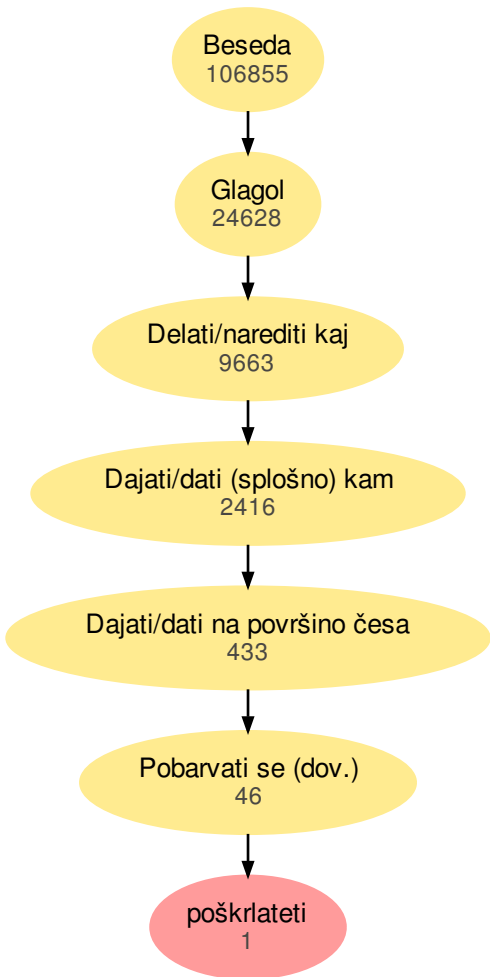 Beseda
106855
Glagol
24628
Delati/narediti kaj
9663
Dajati/dati (splošno) kam
2416
Dajati/dati na površino česa
433
Pobarvati se (dov.)
46
poškrlateti
1